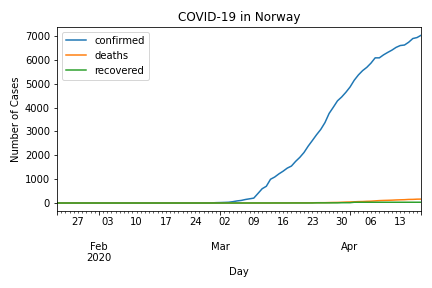 COVID-19 in Norway
confirmed
deaths
recovered
Number of Cases
7000
6000
5000
4000
3000
2000
1000
0
27 03 10 17 24 02 09 16 23 30 06 13
Feb Mar Apr
2020
Day